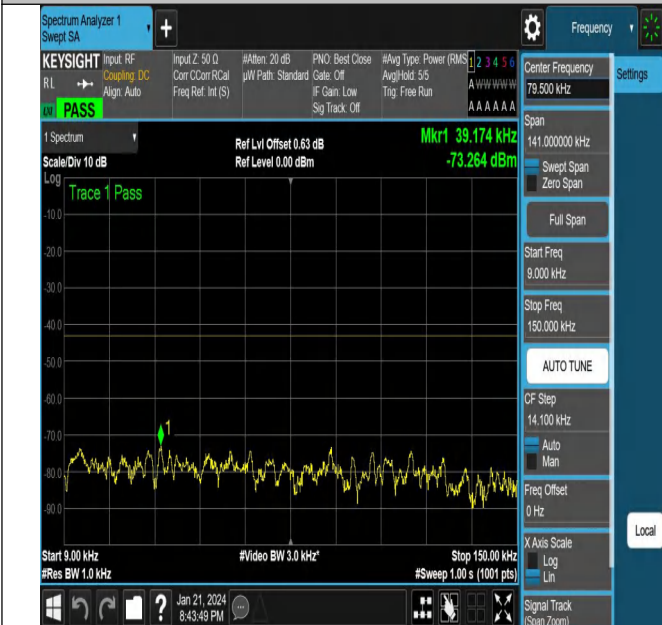 Spectrum Analyzer 1
Swept SA
+
Frequency
KEYSIGHT
RL
PASS
Input: RF
Coupling: DC
Align: Auto
Input Z: 50 Ω
Corr CCorr RCal
Freq Ref: Int (S)
#Atten: 20 dB
µW Path: Standard
PNO: Best Close
Gate: Off
IF Gain: Low
Sig Track: Off
#Avg Type: Power (RMS
Avg|Hold: 5/5
Trig: Free Run
1 2 3 4 5 6
A W W W W W
A A A A A A
1 Spectrum
Scale/Div 10 dB
Log
Ref Lvl Offset 0.63 dB
Ref Level 0.00 dBm
Mkr1 39.174 kHz
-73.264 dBm
Trace 1 Pass
-10.0
-20.0
-30.0
-40.0
-50.0
-60.0
-70.0
-80.0
-90.0
1
Start 9.00 kHz
#Res BW 1.0 kHz
#Video BW 3.0 kHz*
Stop 150.00 kHz
#Sweep 1.00 s (1001 pts)
Jan 21, 2024
8:43:49 PM
?
Center Frequency
79.500 kHz
Settings
Span
141.000000 kHz
Swept Span
Zero Span
Full Span
Start Freq
9.000 kHz
Stop Freq
150.000 kHz
AUTO TUNE
CF Step
14.100 kHz
Auto
Man
Freq Offset
0 Hz
Local
X Axis Scale
Log
Lin
Signal Track
(Span Zoom)